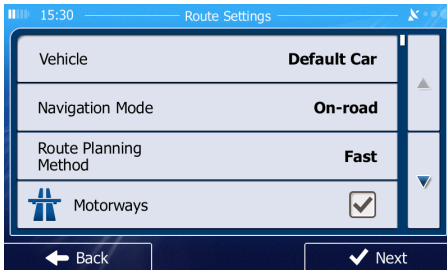 15:30 Route Settings
Vehicle Default Car
Navigation Mode On-road
Route Planning
Method Fast
Motorways
Back Next